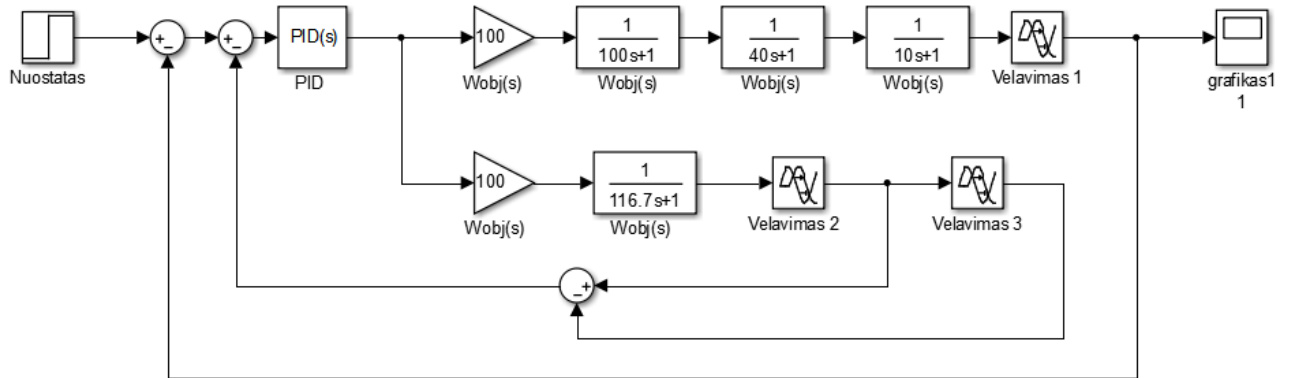 Nuostatas
+
−
+
−
PID(s)
PID
100
Wobj(s)
1
100s+1
Wobj(s)
1
40s+1
Wobj(s)
1
10s+1
Wobj(s)
Velavimas 1
grafikas1
1
100
Wobj(s)
1
116.7s+1
Wobj(s)
Velavimas 2
Velavimas 3
−
+